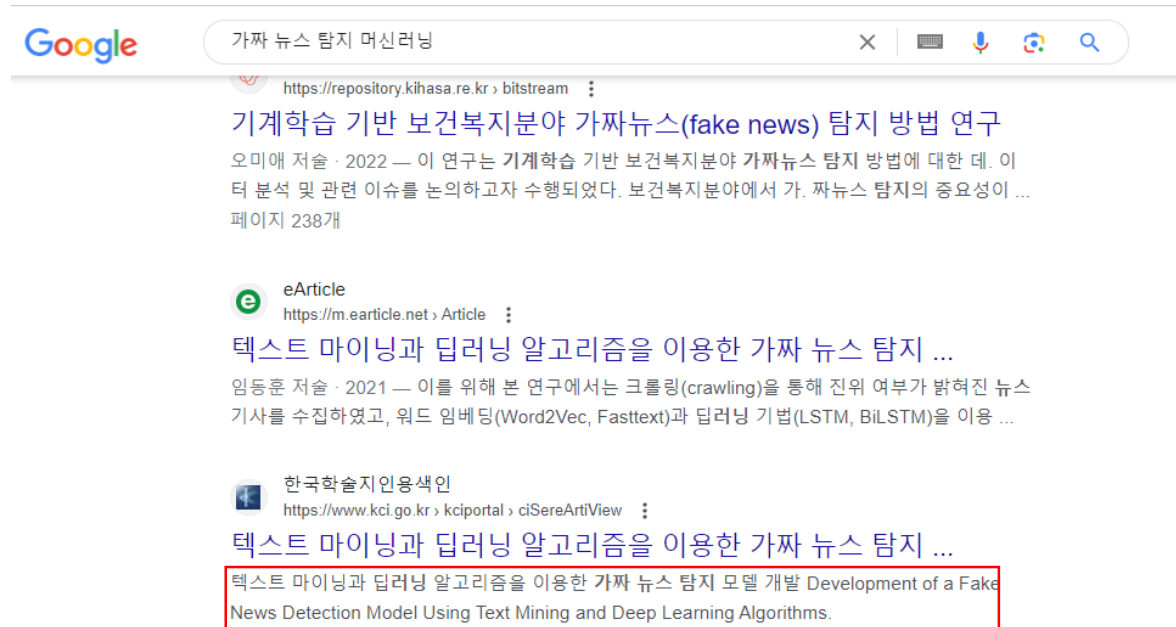 Google
가짜 뉴스 탐지 머신러닝
https://repository.kihasa.re.kr › bitstream
기계학습 기반 보건복지분야 가짜뉴스(fake news) 탐지 방법 연구
오미애 저술 · 2022 — 이 연구는 기계학습 기반 보건복지분야 가짜뉴스 탐지 방법에 대한 데. 이
터 분석 및 관련 이슈를 논의하고자 수행되었다. 보건복지분야에서 가. 짜뉴스 탐지의 중요성이 ...
페이지 238개
eArticle
https://m.earticle.net › Article
텍스트 마이닝과 딥러닝 알고리즘을 이용한 가짜 뉴스 탐지 ...
임동훈 저술 · 2021 — 이를 위해 본 연구에서는 크롤링(crawling)을 통해 진위 여부가 밝혀진 뉴스
기사를 수집하였고, 워드 임베딩(Word2Vec, Fasttext)과 딥러닝 기법(LSTM, BiLSTM)을 이용 ...
한국학술지인용색인
https://www.kci.go.kr › kciportal › ciSereArtiView
텍스트 마이닝과 딥러닝 알고리즘을 이용한 가짜 뉴스 탐지 ...
텍스트 마이닝과 딥러닝 알고리즘을 이용한 가짜 뉴스 탐지 모델 개발 Development of a Fake
News Detection Model Using Text Mining and Deep Learning Algorithms.